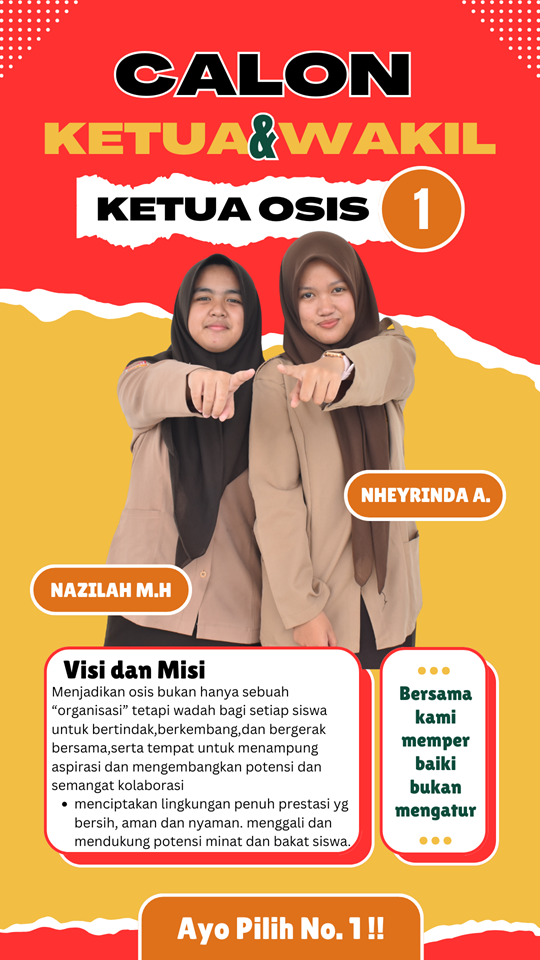 CALON
KETUA&WAKIL
KETUA OSIS
1
NHEYRINDA A.
NAZILAH M.H
Visi dan Misi
Menjadikan osis bukan hanya sebuah
“organisasi” tetapi wadah bagi setiap siswa
untuk bertindak,berkembang,dan bergerak
bersama,serta tempat untuk menampung
aspirasi dan mengembangkan potensi dan
semangat kolaborasi
• menciptakan lingkungan penuh prestasi yg
bersih, aman dan nyaman. menggali dan
mendukung potensi minat dan bakat siswa.
Bersama
kami
memper
baiki
bukan
mengatur
Ayo Pilih No. 1 !!